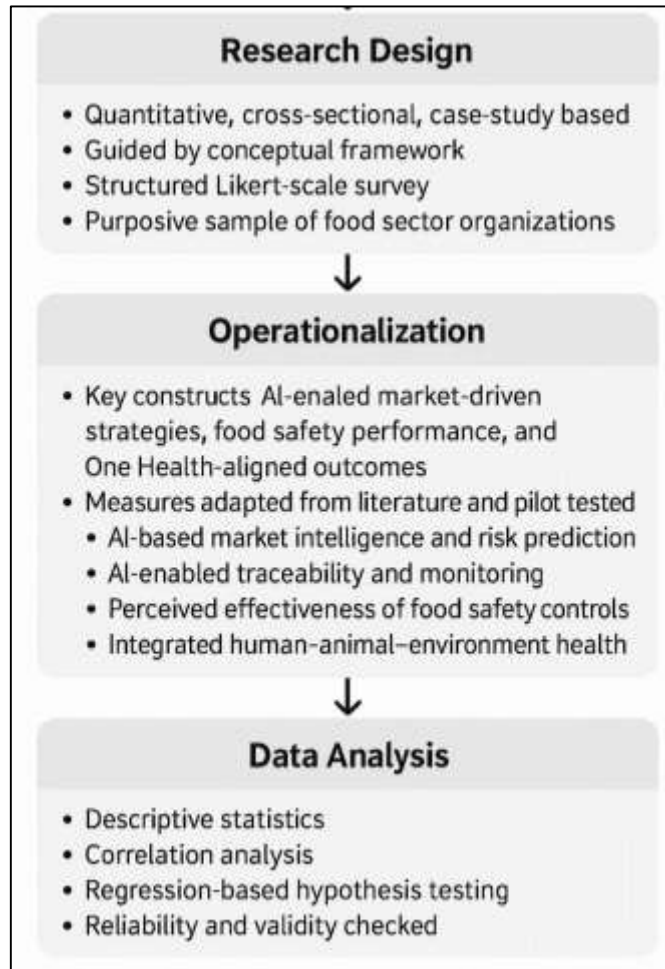 Research Design
• Quantitative, cross-sectional, case-study based
• Guided by conceptual framework
• Structured Likert-scale survey
• Purposive sample of food sector organizations
Operationalization
• Key constructs AI-enaled market-driven
strategies, food safety performance, and
One Health-aligned outcomes
• Measures adapted from literature and pilot tested
• AI-based market intelligence and risk prediction
• AI-enabled traceability and monitoring
• Perceived effectiveness of food safety controls
• Integrated human–animal–environment health
Data Analysis
• Descriptive statistics
• Correlation analysis
• Regression-based hypothesis testing
• Reliability and validity checked